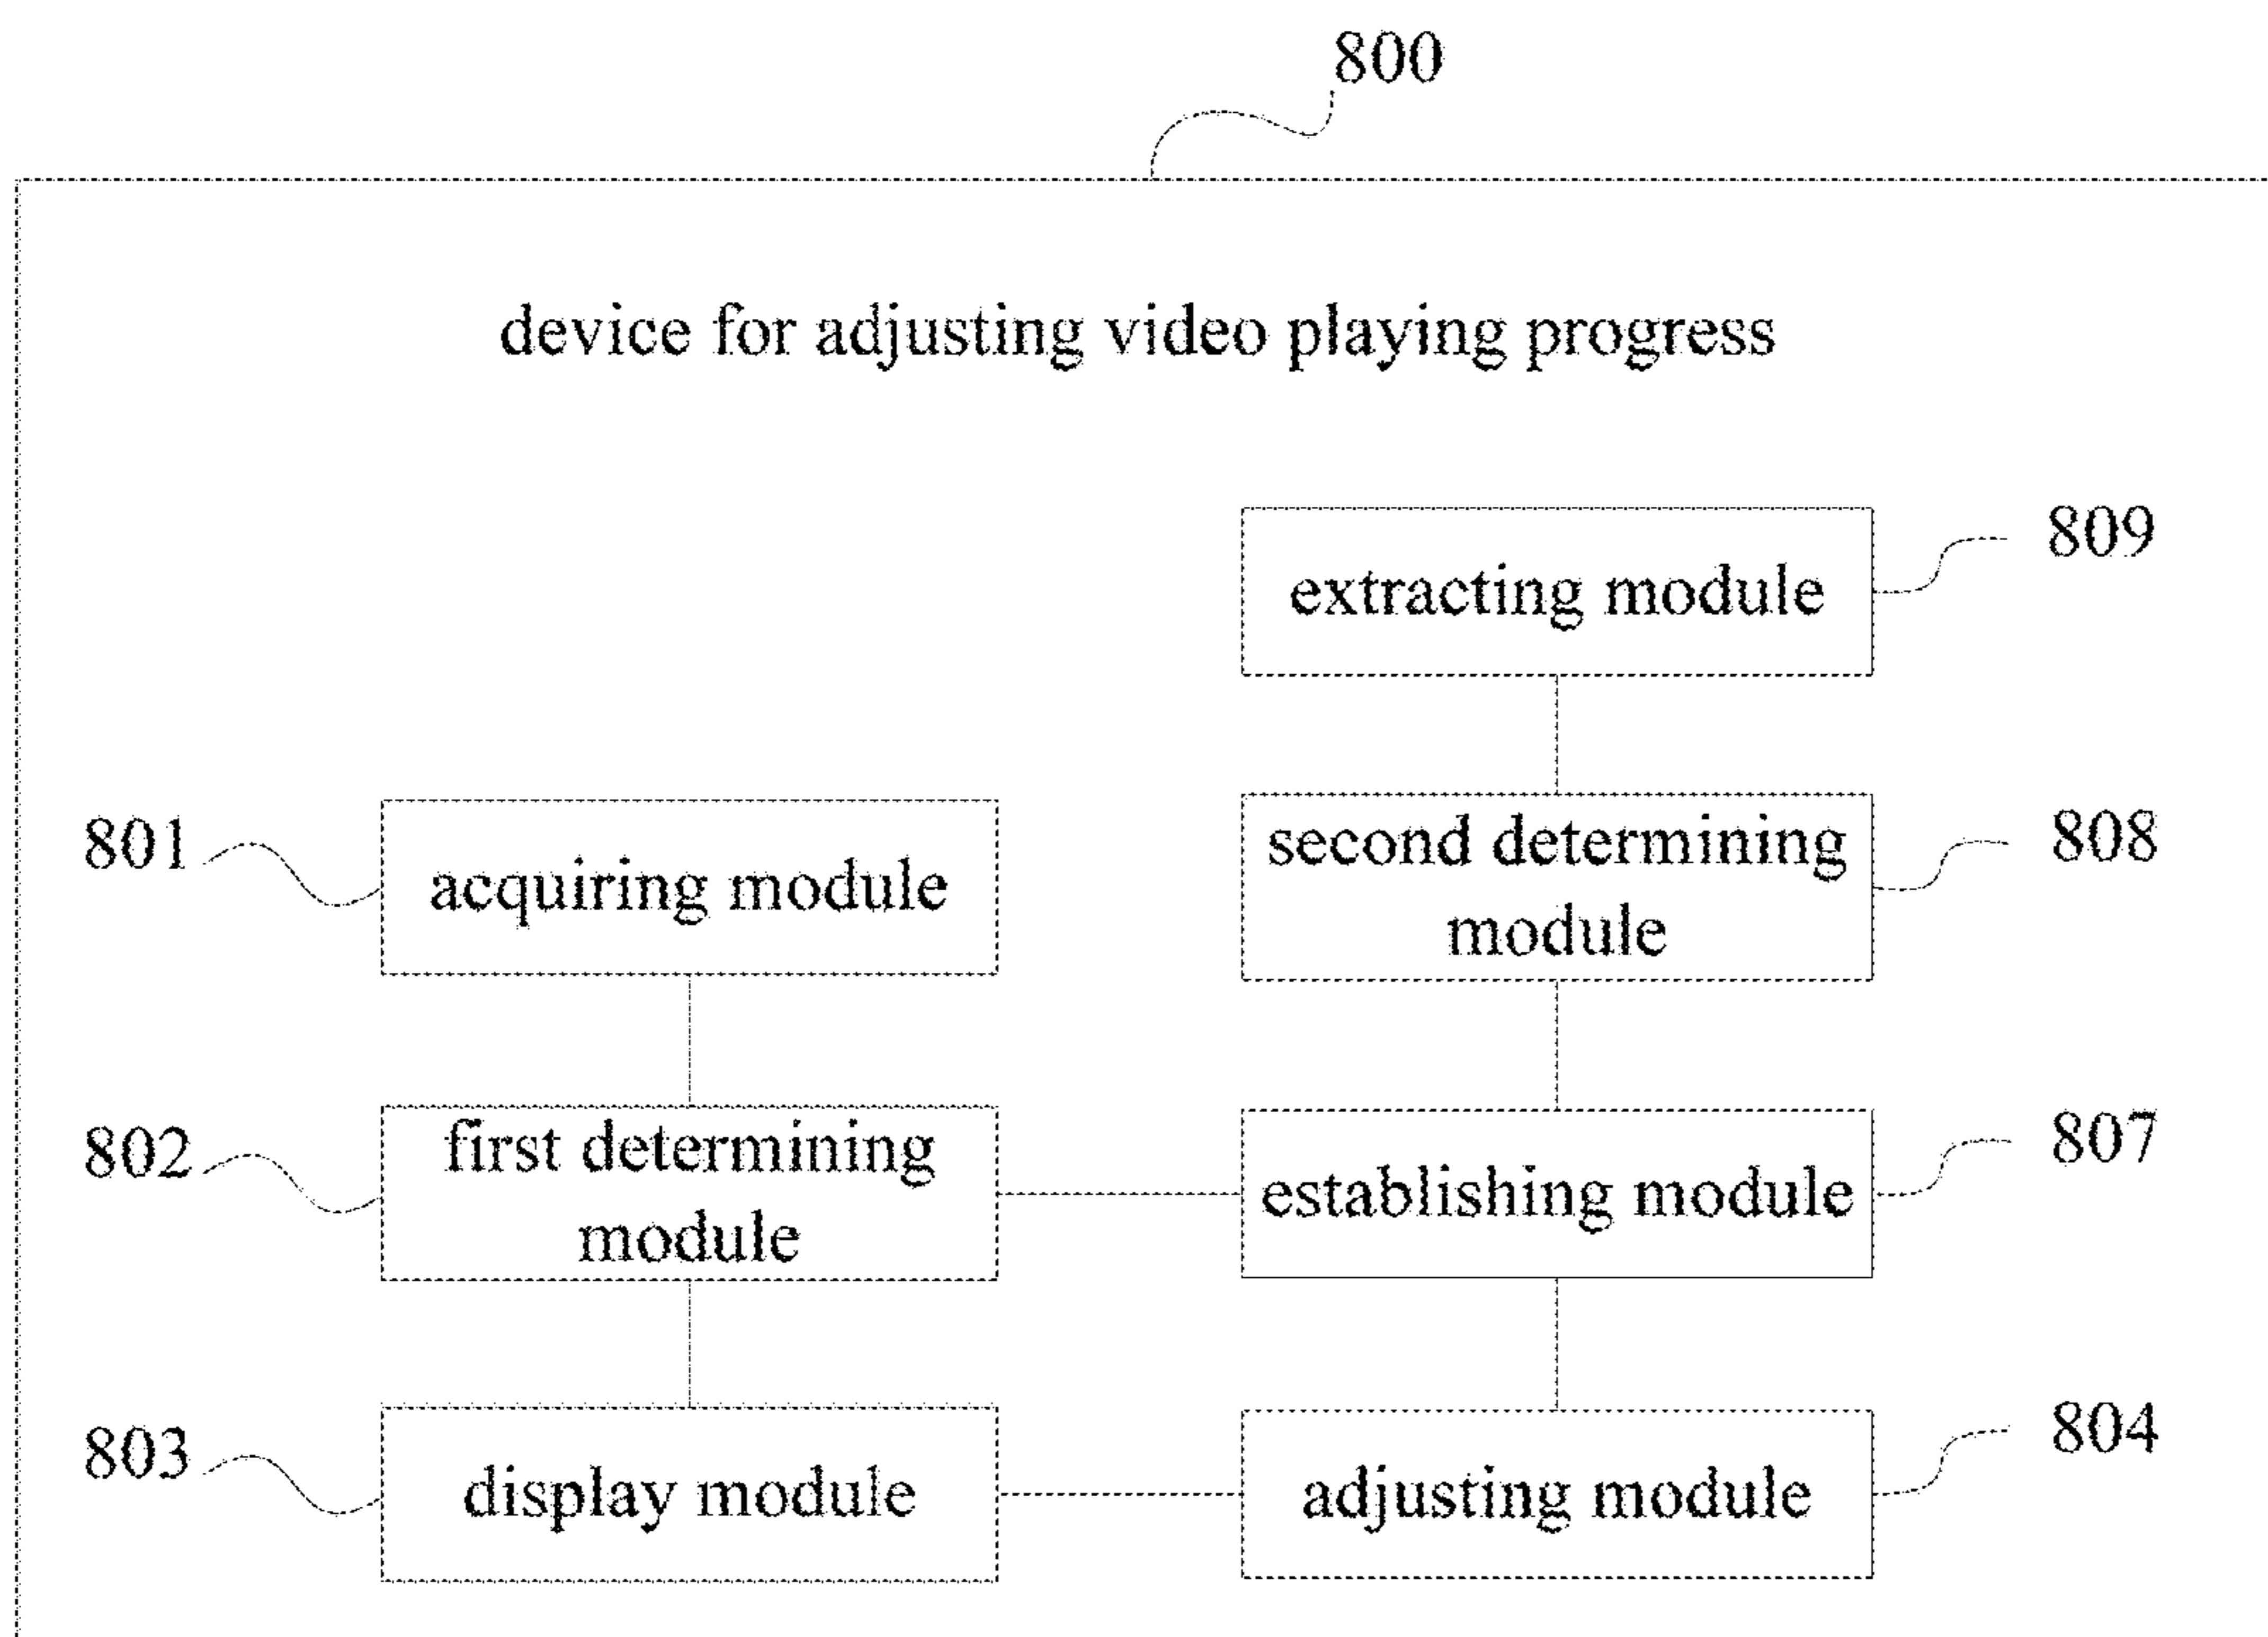 800
device for adjusting video playing progress
extracting module
809
801
acquiring module
second determining
module
808
802
first determining
module
establishing module
807
803
display module
adjusting module
804